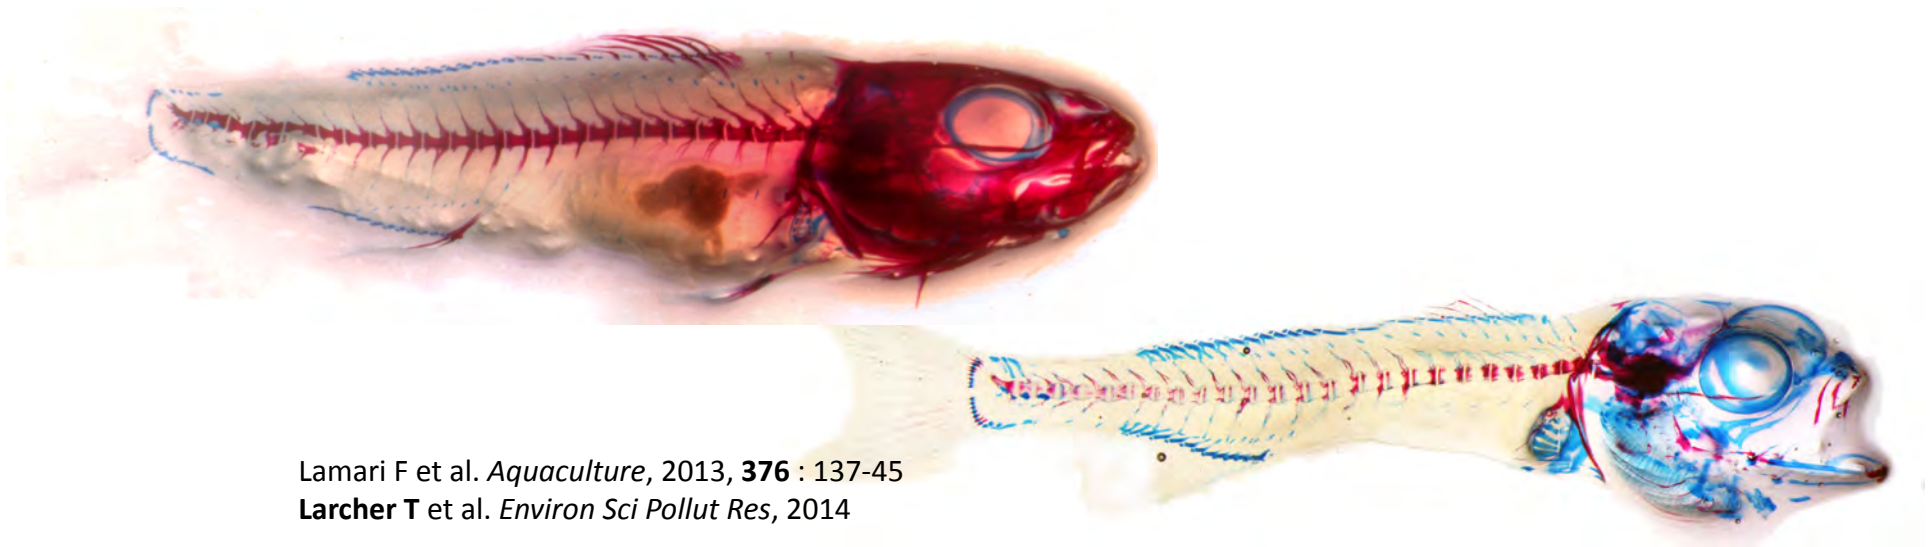 Lamari F et al. Aquaculture, 2013, 376 : 137-45
Larcher T et al. Environ Sci Pollut Res, 2014